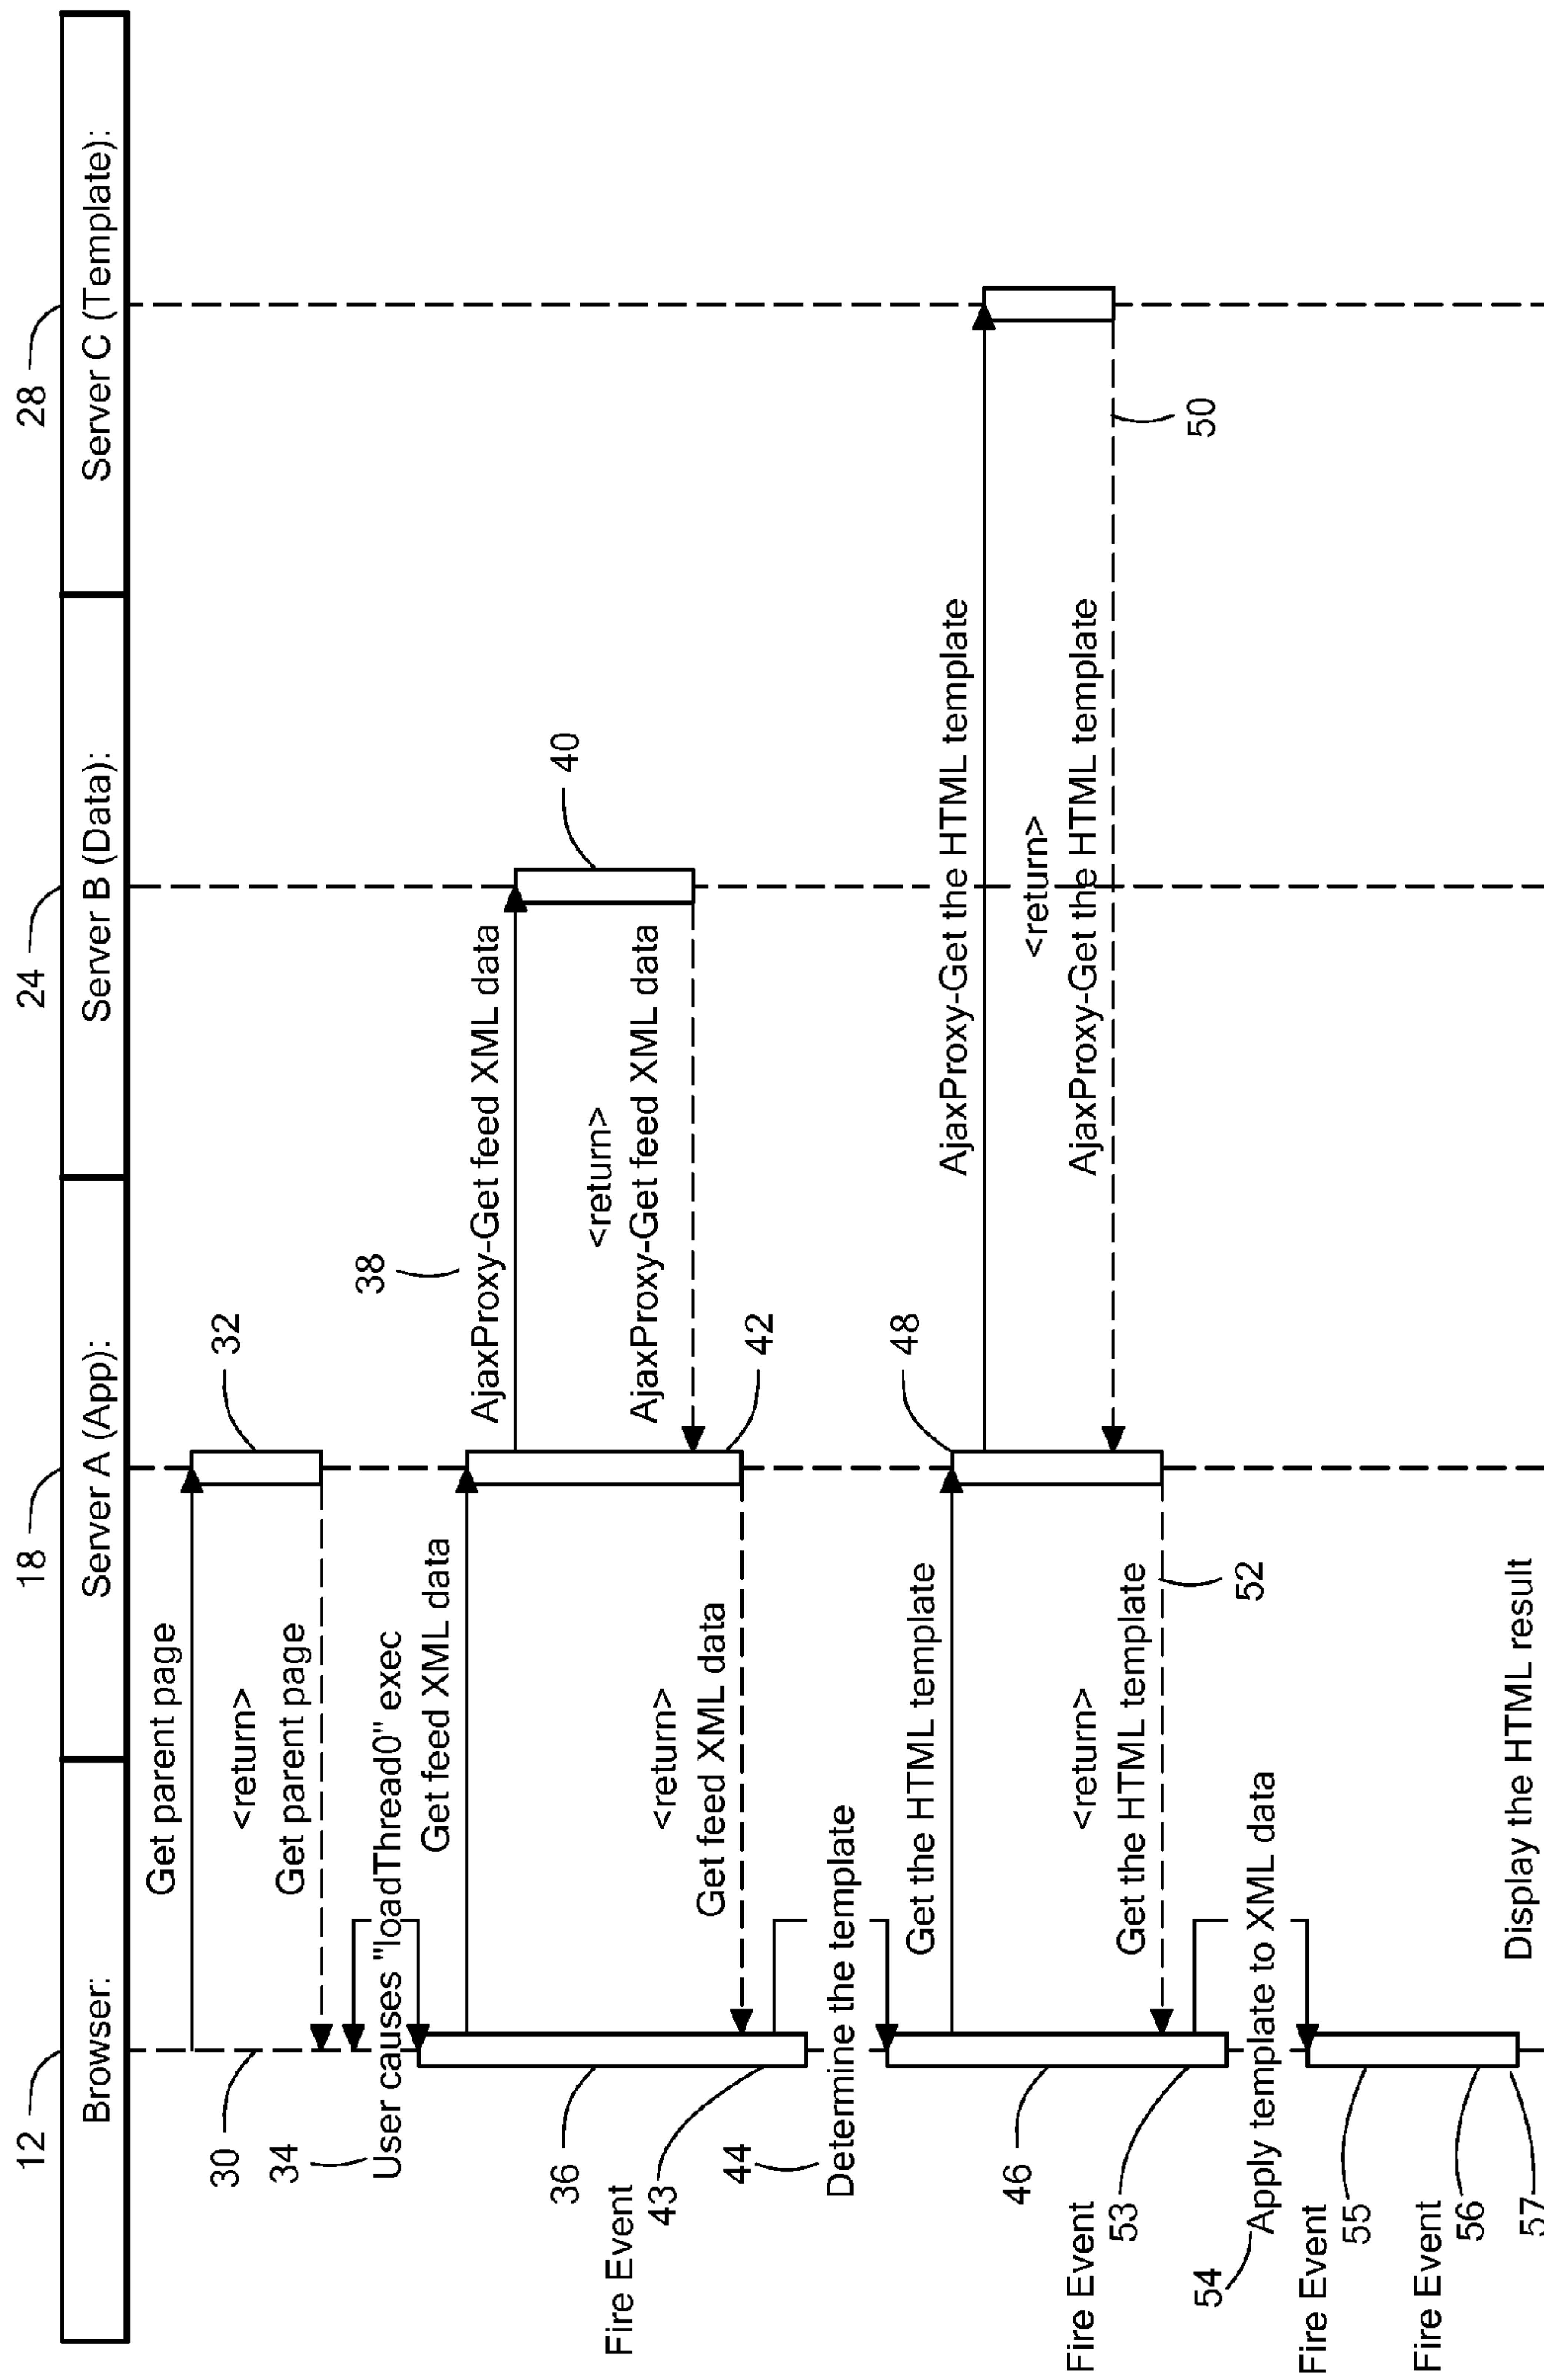 12
18
24
28
Browser:
Server A (App):
Server B (Data):
Server C (Template):
Get parent page
30
32
<return>
Get parent page
34
User causes "loadThread0" exec
38
Get feed XML data
AjaxProxy-Get feed XML data
36
40
<return>
AjaxProxy-Get feed XML data
Fire Event
43
<return>
Get feed XML data
42
44
Determine the template
48
Get the HTML template
AjaxProxy-Get the HTML template
46
<return>
AjaxProxy-Get the HTML template
Fire Event
53
<return>
Get the HTML template
50
52
54
Apply template to XML data
Fire Event
55
Fire Event
56
Display the HTML result
57